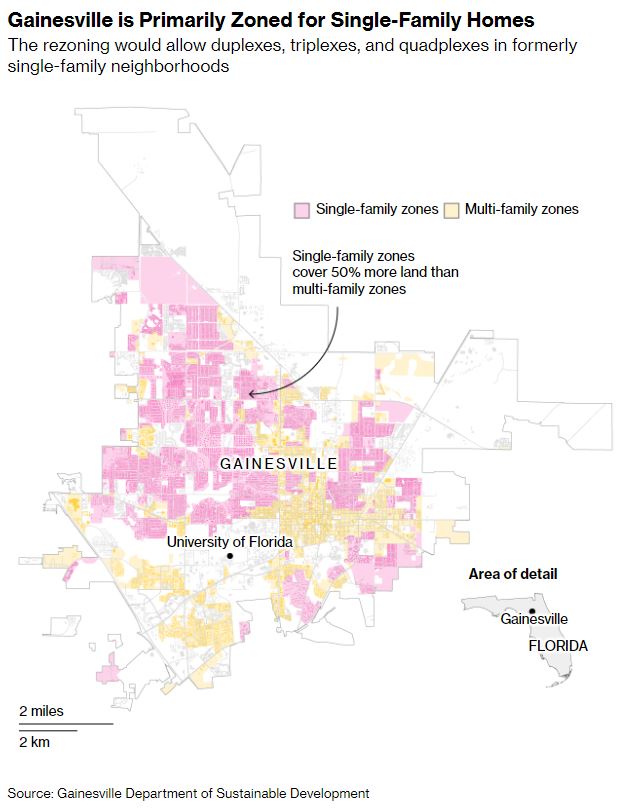 Gainesville is Primarily Zoned for Single-Family Homes
The rezoning would allow duplexes, triplexes, and quadplexes in formerly
single-family neighborhoods
Single-family zones
Multi-family zones
Single-family zones
cover 50% more land than
multi-family zones
GAINESVILLE
University of Florida
Area of detail
Gainesville
FLORIDA
2 miles
2 km
Source: Gainesville Department of Sustainable Development